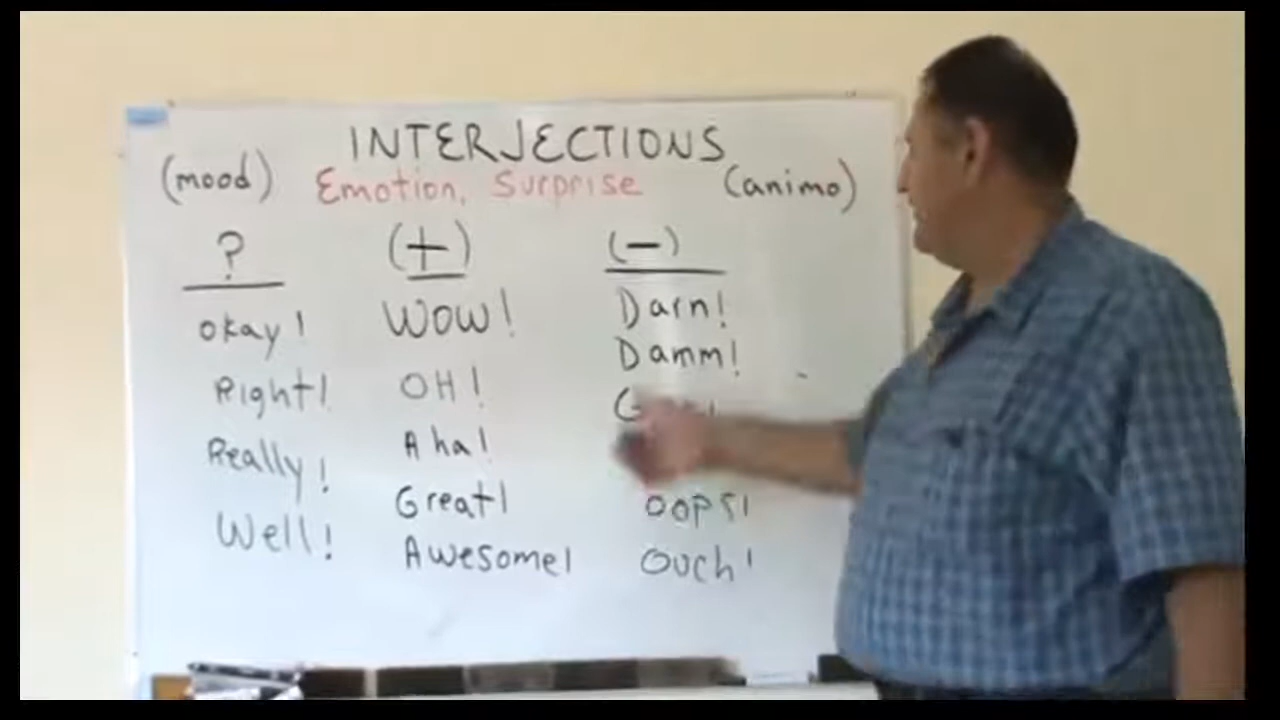 INTERJECTIONS
(mood) Emotion, Surprise (animo)
? (+) (-)
Okay! WOW! Darn!
Right! OH! Damm!
Really! Aha!
Well! Great! OOPS!
Awesome! Ouch!